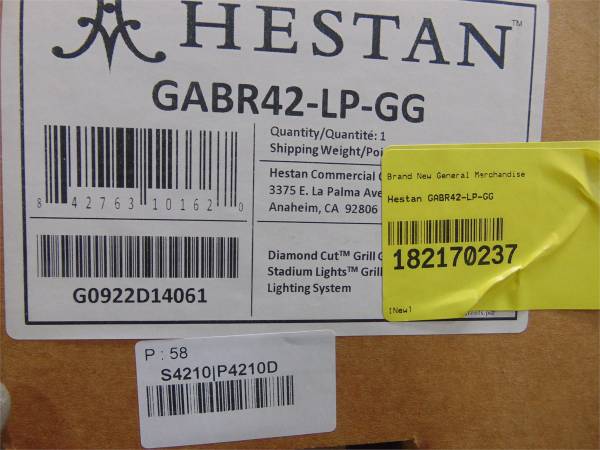 HESTAN™
GABR42-LP-GG
8 42763 10162 0
G0922D14061
Quantity/Quantité: 1
Shipping Weight/Poi
Hestan Commercial
3375 E. La Palma Ave
Anaheim, CA 92806
Diamond Cut™ Grill
Stadium Lights™ Grill
Lighting System
Brand New General Merchandise
Hestan GABR42-LP-GG
182170237
[New]
P : 58
S4210|P4210D